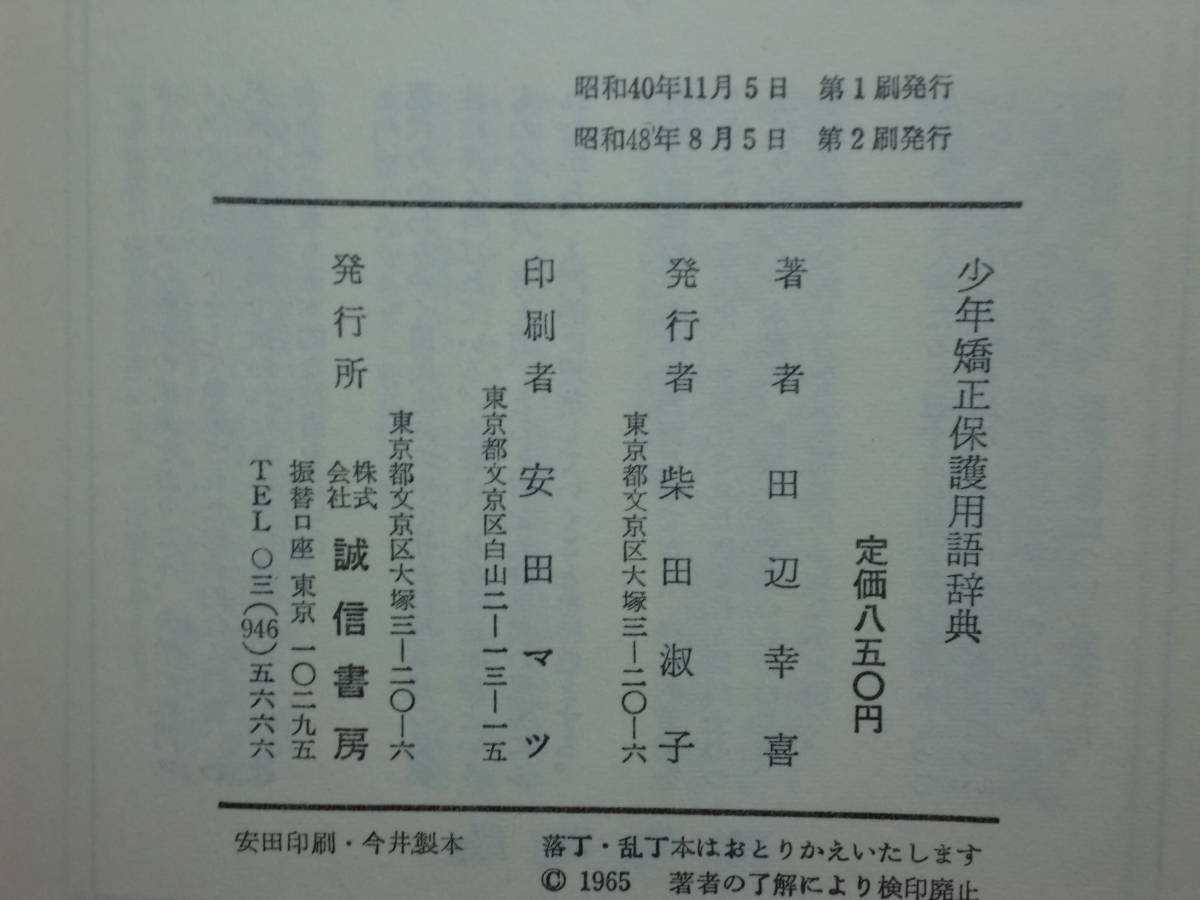 昭和40年11月5日　第1刷発行
昭和48年8月5日　第2刷発行
少年矯正保護用語辞典
定価八五〇円
著者　田辺幸喜
発行者　柴田淑子
東京都文京区大塚三―二〇―六
印刷者　安田マツ
東京都文京区白山二―一三―一五
東京都文京区大塚三―二〇―六
発行所　株式会社　誠信書房
振替口座　東京　一〇二九五
TEL　〇三(946)五六六六
落丁・乱丁本はおとりかえいたします
安田印刷・今井製本
© 1965　著者の了解により検印廃止